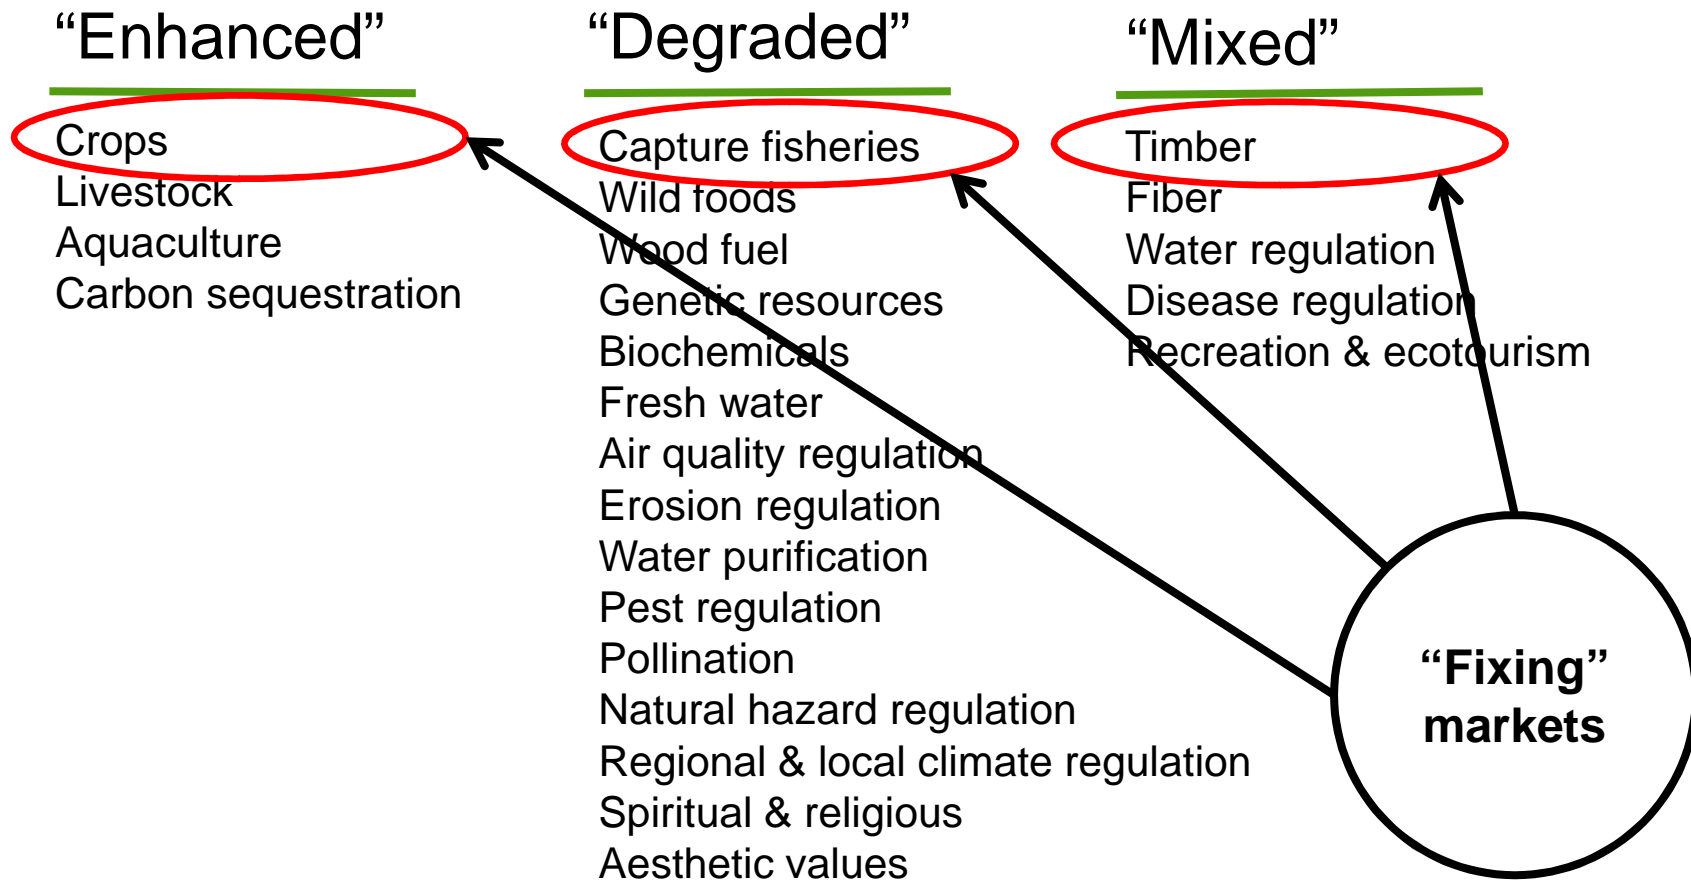 “Enhanced”
Crops
Livestock
Aquaculture
Carbon sequestration
“Degraded”
Capture fisheries
Wild foods
Wood fuel
Genetic resources
Biochemicals
Fresh water
Air quality regulation
Erosion regulation
Water purification
Pest regulation
Pollination
Natural hazard regulation
Regional & local climate regulation
Spiritual & religious
Aesthetic values
“Mixed”
Timber
Fiber
Water regulation
Disease regulation
Recreation & ecotourism
“Fixing”
markets